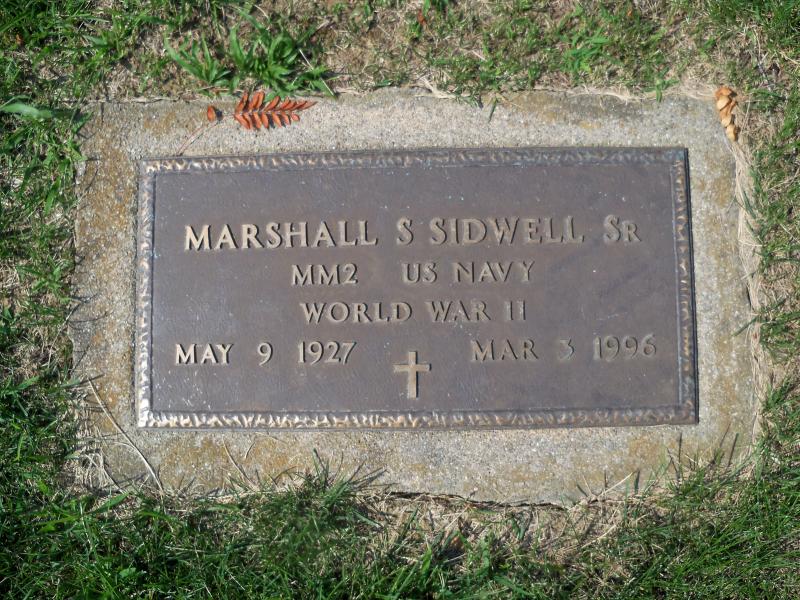 MARSHALL S SIDWELL SR
MM2 US NAVY
WORLD WAR II
MAY 9 1927 MAR 3 1996